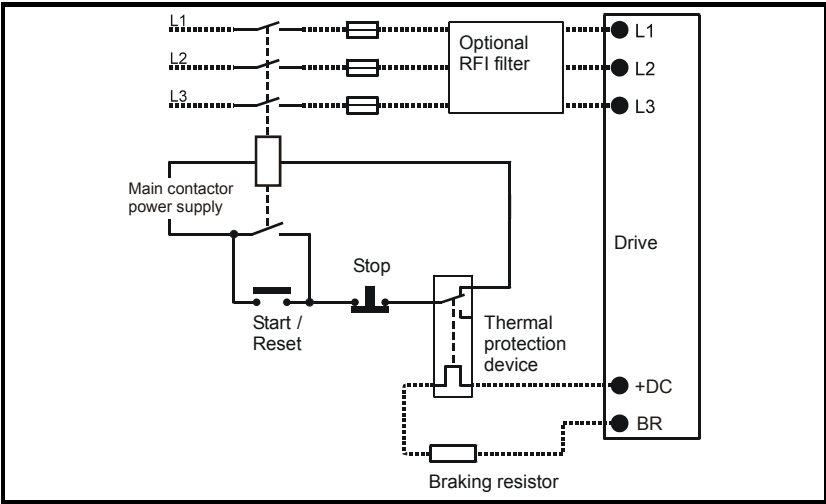 L1
L2
L3
Optional
RFI filter
L1
L2
L3
Main contactor
power supply
Drive
Stop
Start /
Reset
Thermal
protection
device
+DC
BR
Braking resistor